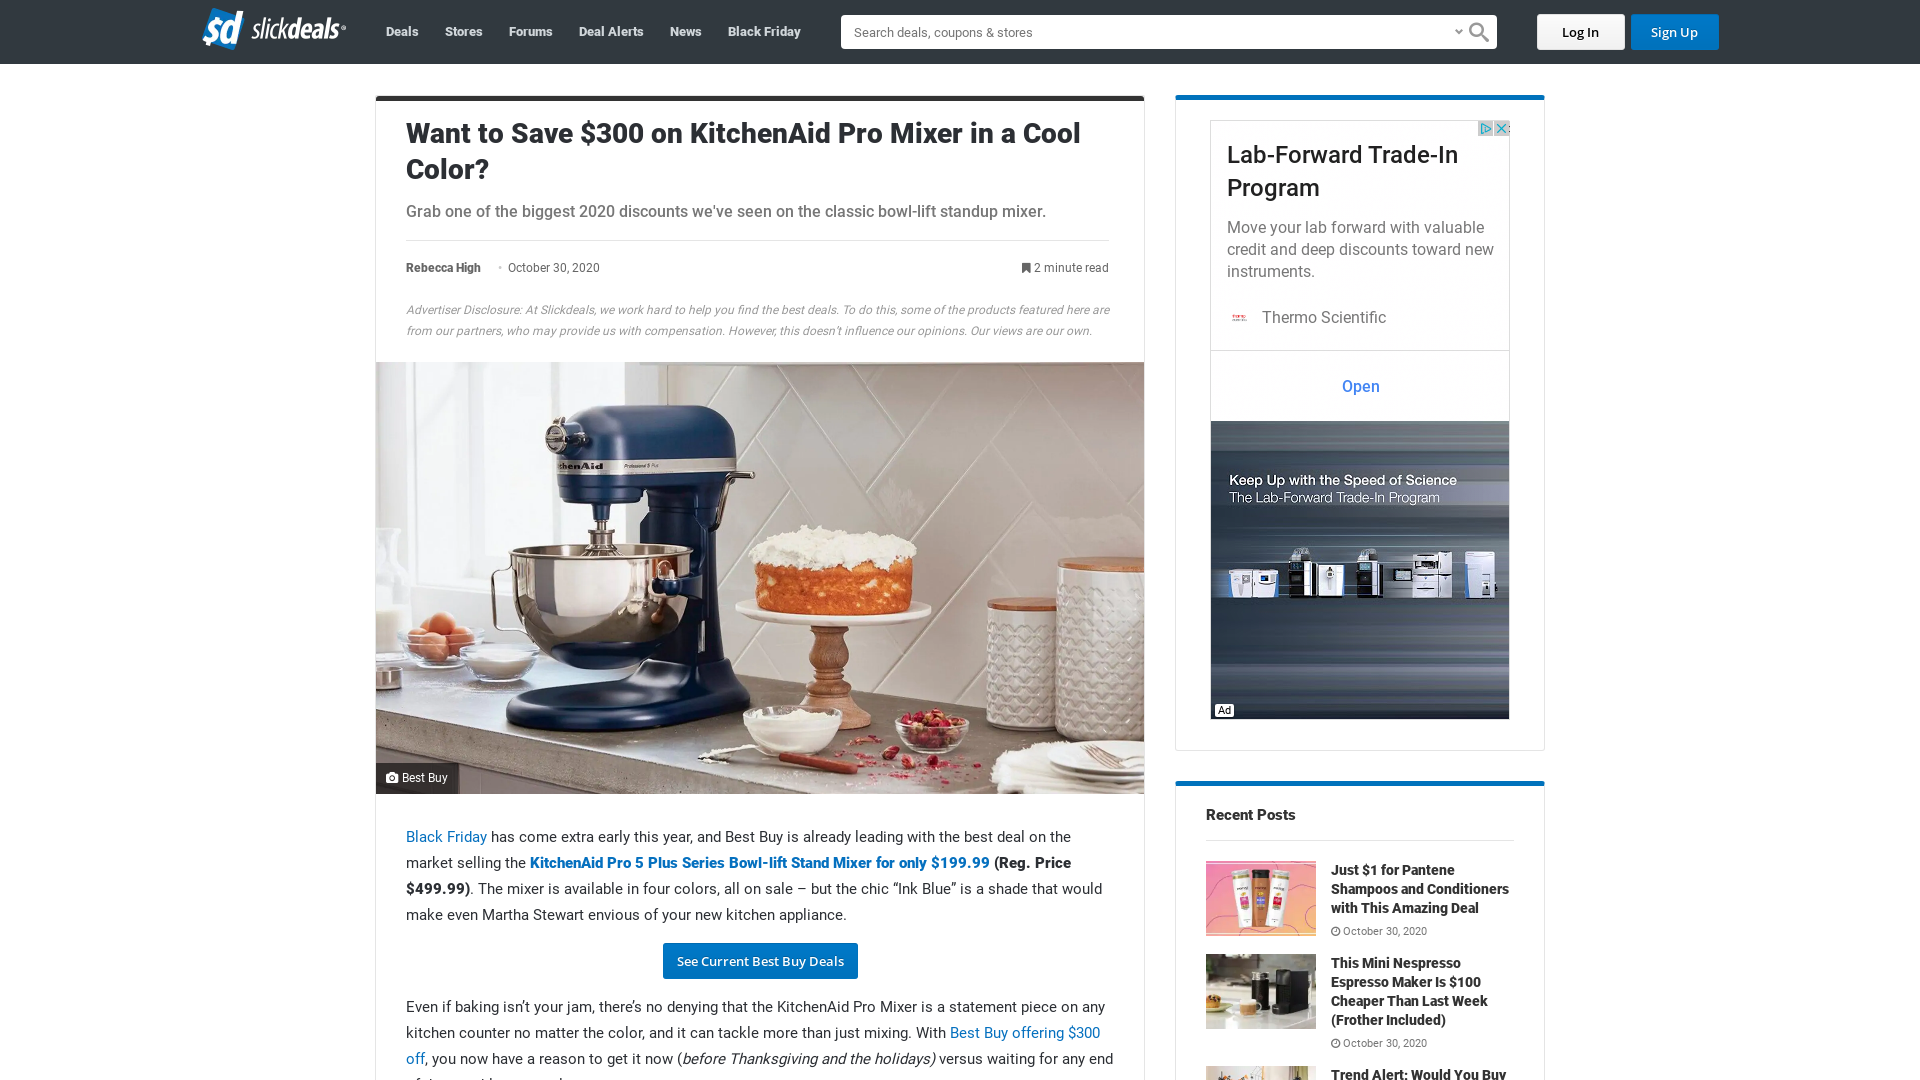 slickdeals
Deals
Stores
Forums
Deal Alerts
News
Black Friday
Search deals, coupons & stores
Log In
Sign Up
Want to Save $300 on KitchenAid Pro Mixer in a Cool
Color?
Grab one of the biggest 2020 discounts we've seen on the classic bowl-lift standup mixer.
Rebecca High
October 30, 2020
2 minute read
Advertiser Disclosure: At Slickdeals, we work hard to help you find the best deals. To do this, some of the products featured here are
from our partners, who may provide us with compensation. However, this doesn't influence our opinions. Our views are our own.
Best Buy
Black Friday has come extra early this year, and Best Buy is already leading with the best deal on the
market selling the KitchenAid Pro 5 Plus Series Bowl-lift Stand Mixer for only $199.99 (Reg. Price
$499.99). The mixer is available in four colors, all on sale – but the chic “Ink Blue” is a shade that would
make even Martha Stewart envious of your new kitchen appliance.
See Current Best Buy Deals
Even if baking isn’t your jam, there’s no denying that the KitchenAid Pro Mixer is a statement piece on any
kitchen counter no matter the color, and it can tackle more than just mixing. With Best Buy offering $300
off, you now have a reason to get it now (before Thanksgiving and the holidays) versus waiting for any end
Lab-Forward Trade-In
Program
Move your lab forward with valuable
credit and deep discounts toward new
instruments.
Thermo Scientific
Open
Keep Up with the Speed of Science
The Lab-Forward Trade-In Program
Ad
Recent Posts
Just $1 for Pantene
Shampoos and Conditioners
with This Amazing Deal
October 30, 2020
This Mini Nespresso
Espresso Maker Is $100
Cheaper Than Last Week
(Frother Included)
October 30, 2020
Trend Alert: Would You Buy